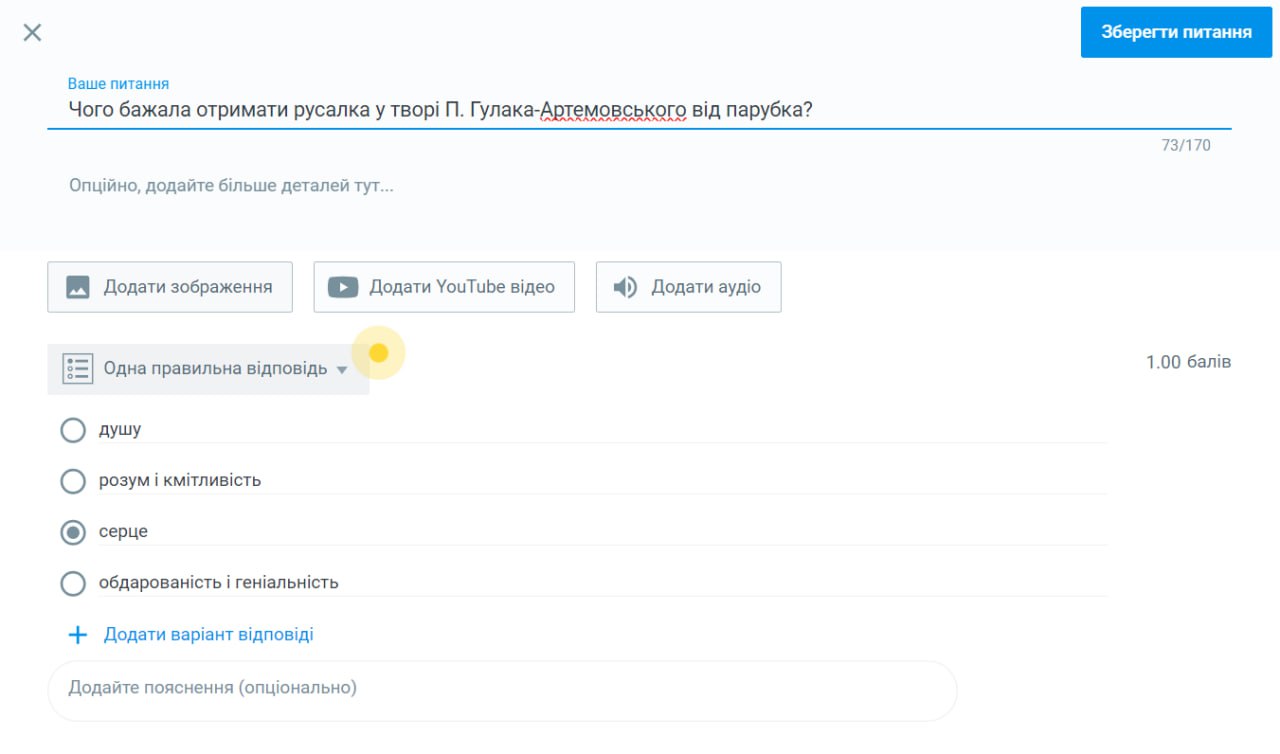 Зберегти питання
Ваше питання
Чого бажала отримати русалка у творі П. Гулака-Артемовського від парубка?
73/170
Опційно, додайте більше деталей тут...
Додати зображення
Додати YouTube відео
Додати аудіо
Одна правильна відповідь
1.00 балів
душу
розум і кмітливість
серце
обдарованість і геніальність
Додати варіант відповіді
Додайте пояснення (опціонально)